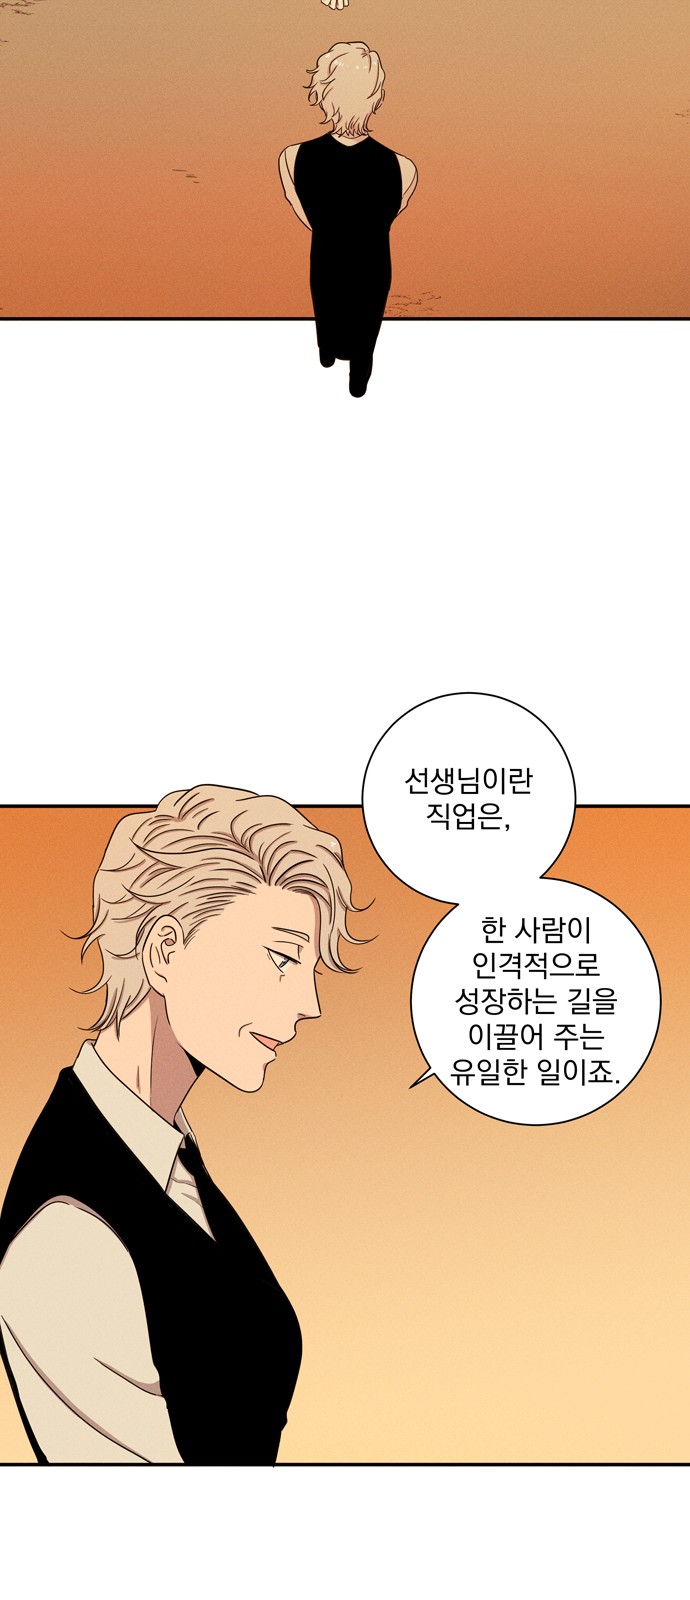 선생님이란
직업은,
한 사람이
인격적으로
성장하는 길을
이끌어 주는
유일한 일이죠.